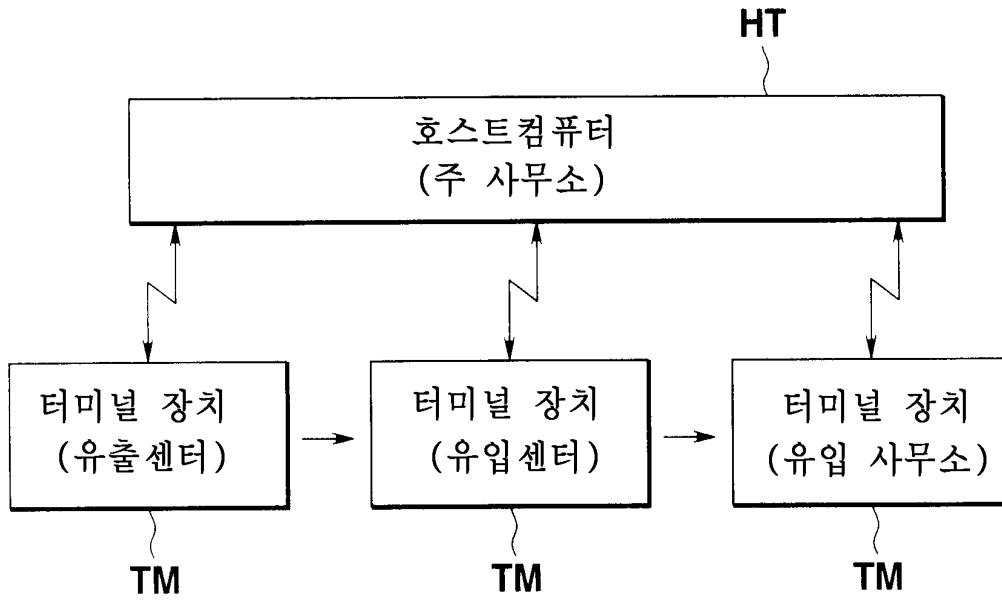 HT
호스트컴퓨터
(주 사무소)
터미널 장치
(유출센터)
터미널 장치
(유입센터)
터미널 장치
(유입 사무소)
TM
TM
TM